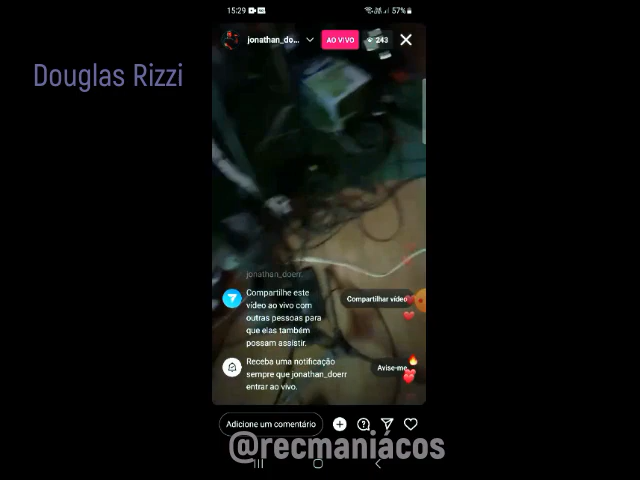 15:29
57%
jonathan_do...
AO VIVO
243
Douglas Rizzi
jonathan_doerr.
Compartilhe este
vídeo ao vivo com
outras pessoas para
que elas também
possam assistir.
Compartilhar vídeo
Receba uma notificação
sempre que jonathan_doerr
entrar ao vivo.
Avise-me
Adicione um comentário
@recmaniácos